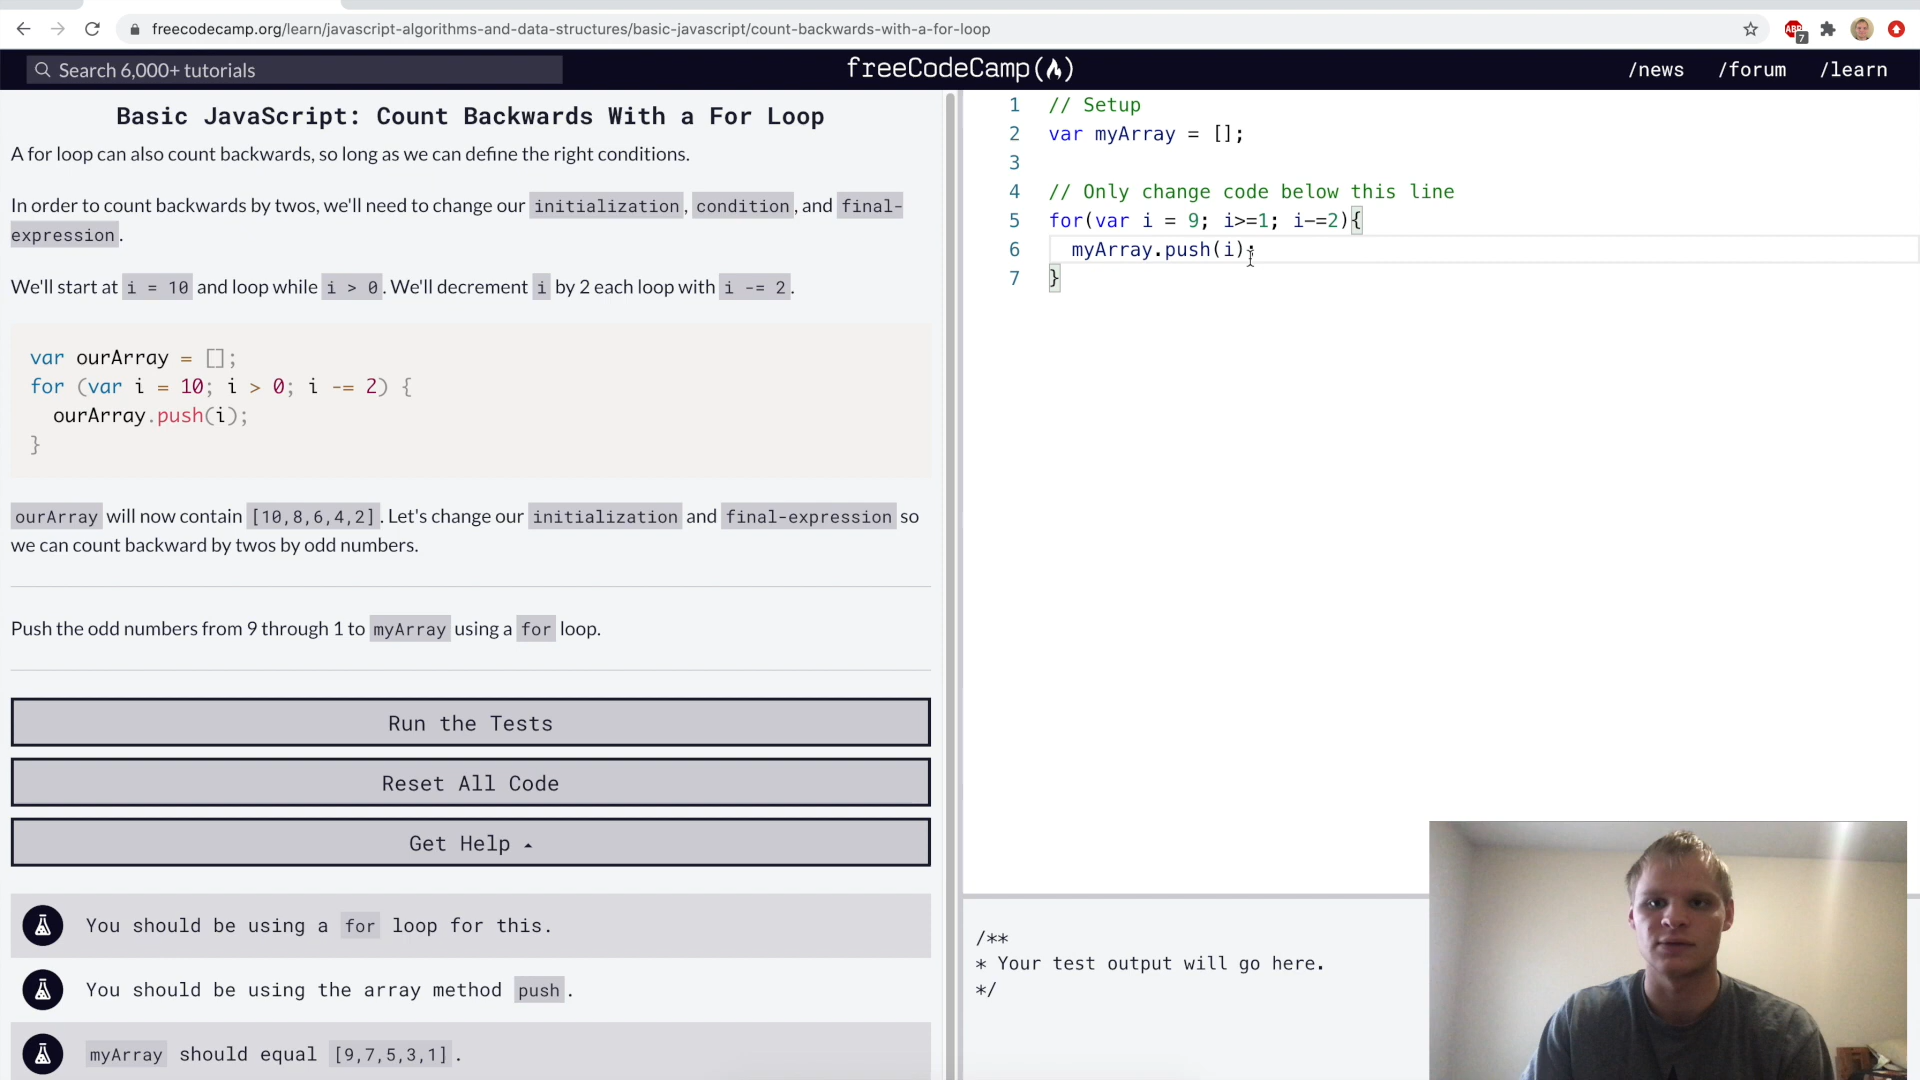 freecodecamp.org/learn/javascript-algorithms-and-data-structures/basic-javascript/count-backwards-with-a-for-loop
ABP
7
Search 6,000+ tutorials
freeCodeCamp
/news
/forum
/learn
Basic JavaScript: Count Backwards With a For Loop
A for loop can also count backwards, so long as we can define the right conditions.
In order to count backwards by twos, we'll need to change our initialization, condition, and final-
expression.
We'll start at i = 10 and loop while i > 0. We'll decrement i by 2 each loop with i -= 2.
var ourArray = [];
for (var i = 10; i > 0; i -= 2) {
ourArray.push(i);
}
ourArray will now contain [10,8,6,4,2]. Let's change our initialization and final-expression so
we can count backward by twos by odd numbers.
Push the odd numbers from 9 through 1 to myArray using a for loop.
Run the Tests
Reset All Code
Get Help
You should be using a for loop for this.
You should be using the array method push.
myArray should equal [9,7,5,3,1].
1 // Setup
2 var myArray = [];
3
4 // Only change code below this line
5 for(var i = 9; i>=1; i-=2){
6 myArray.push(i);
7 }
/**
* Your test output will go here.
*/